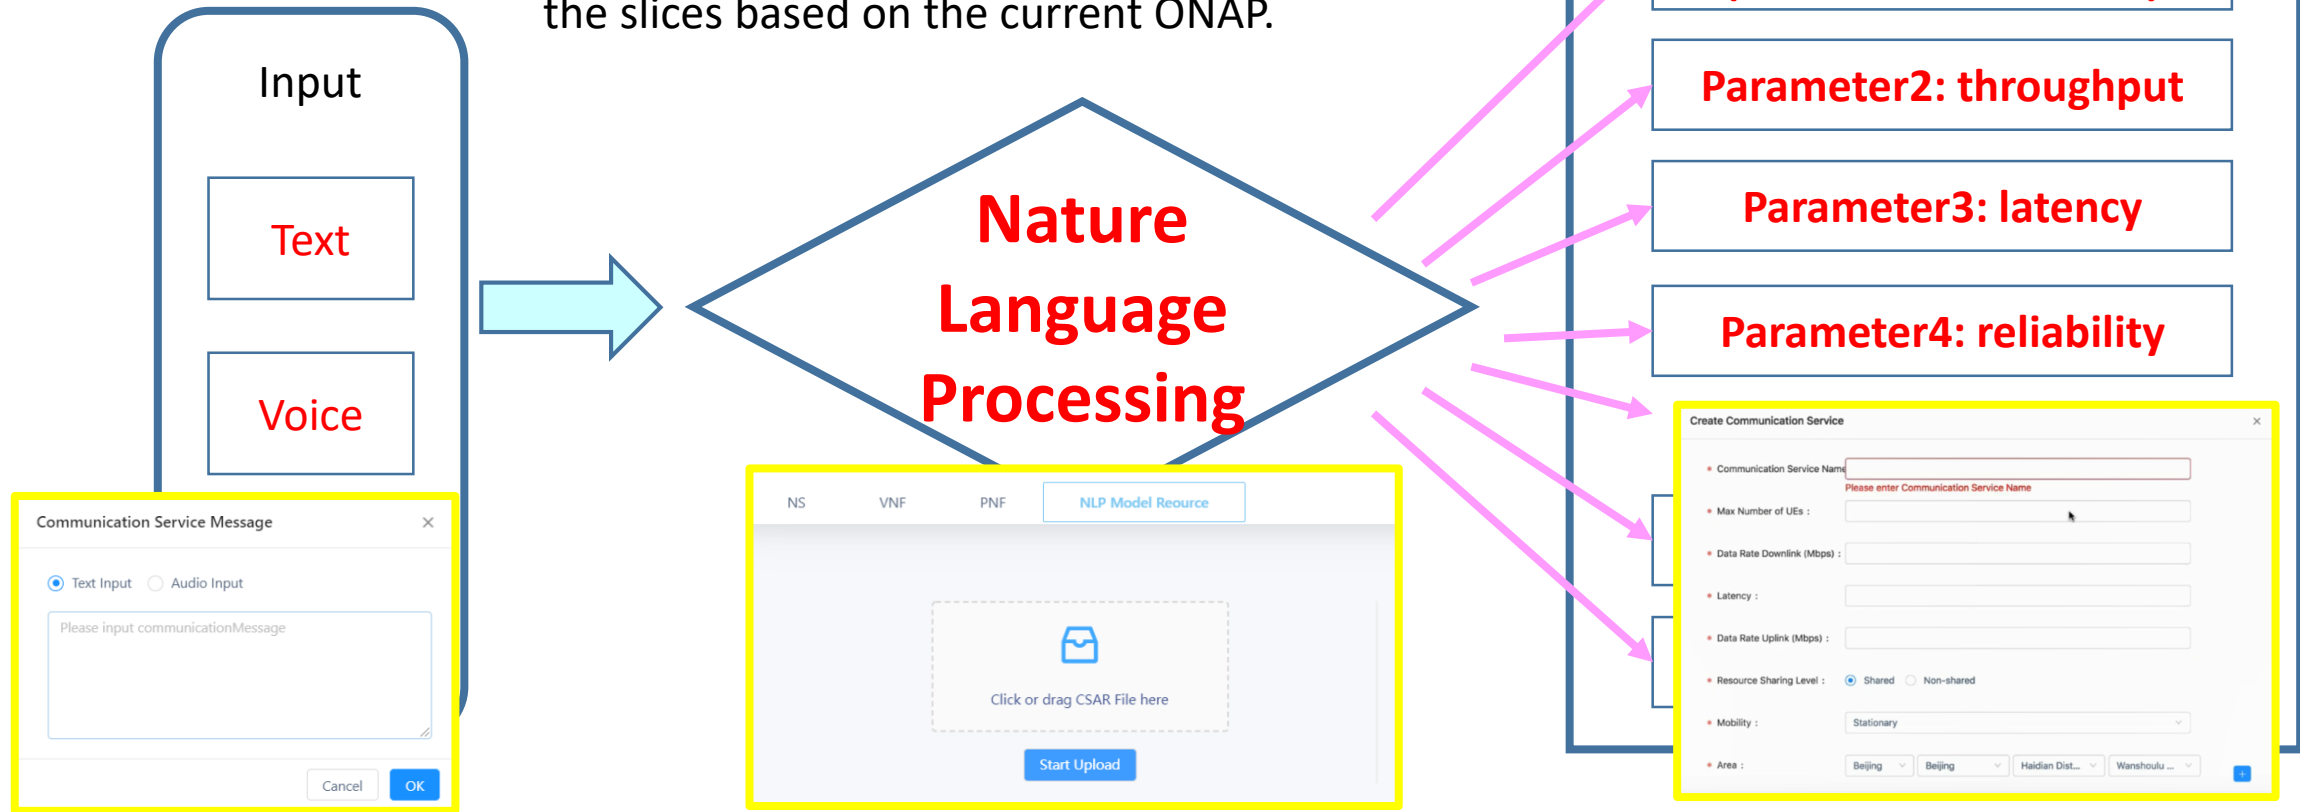 the slices based on the current ONAP.
Input
Text
Voice
Nature
Language
Processing
Parameter2: throughput
Parameter3: latency
Parameter4: reliability
Communication Service Message
Text Input
Audio Input
Please input communicationMessage
Cancel
OK
NS
VNF
PNF
NLP Model Reource
Click or drag CSAR File here
Start Upload
Create Communication Service
* Communication Service Name
Please enter Communication Service Name
* Max Number of UEs :
* Data Rate Downlink (Mbps) :
* Latency :
* Data Rate Uplink (Mbps) :
* Resource Sharing Level : Shared Non-shared
* Mobility : Stationary
* Area : Beijing Beijing Haidian Dist... Wanshoulu ...